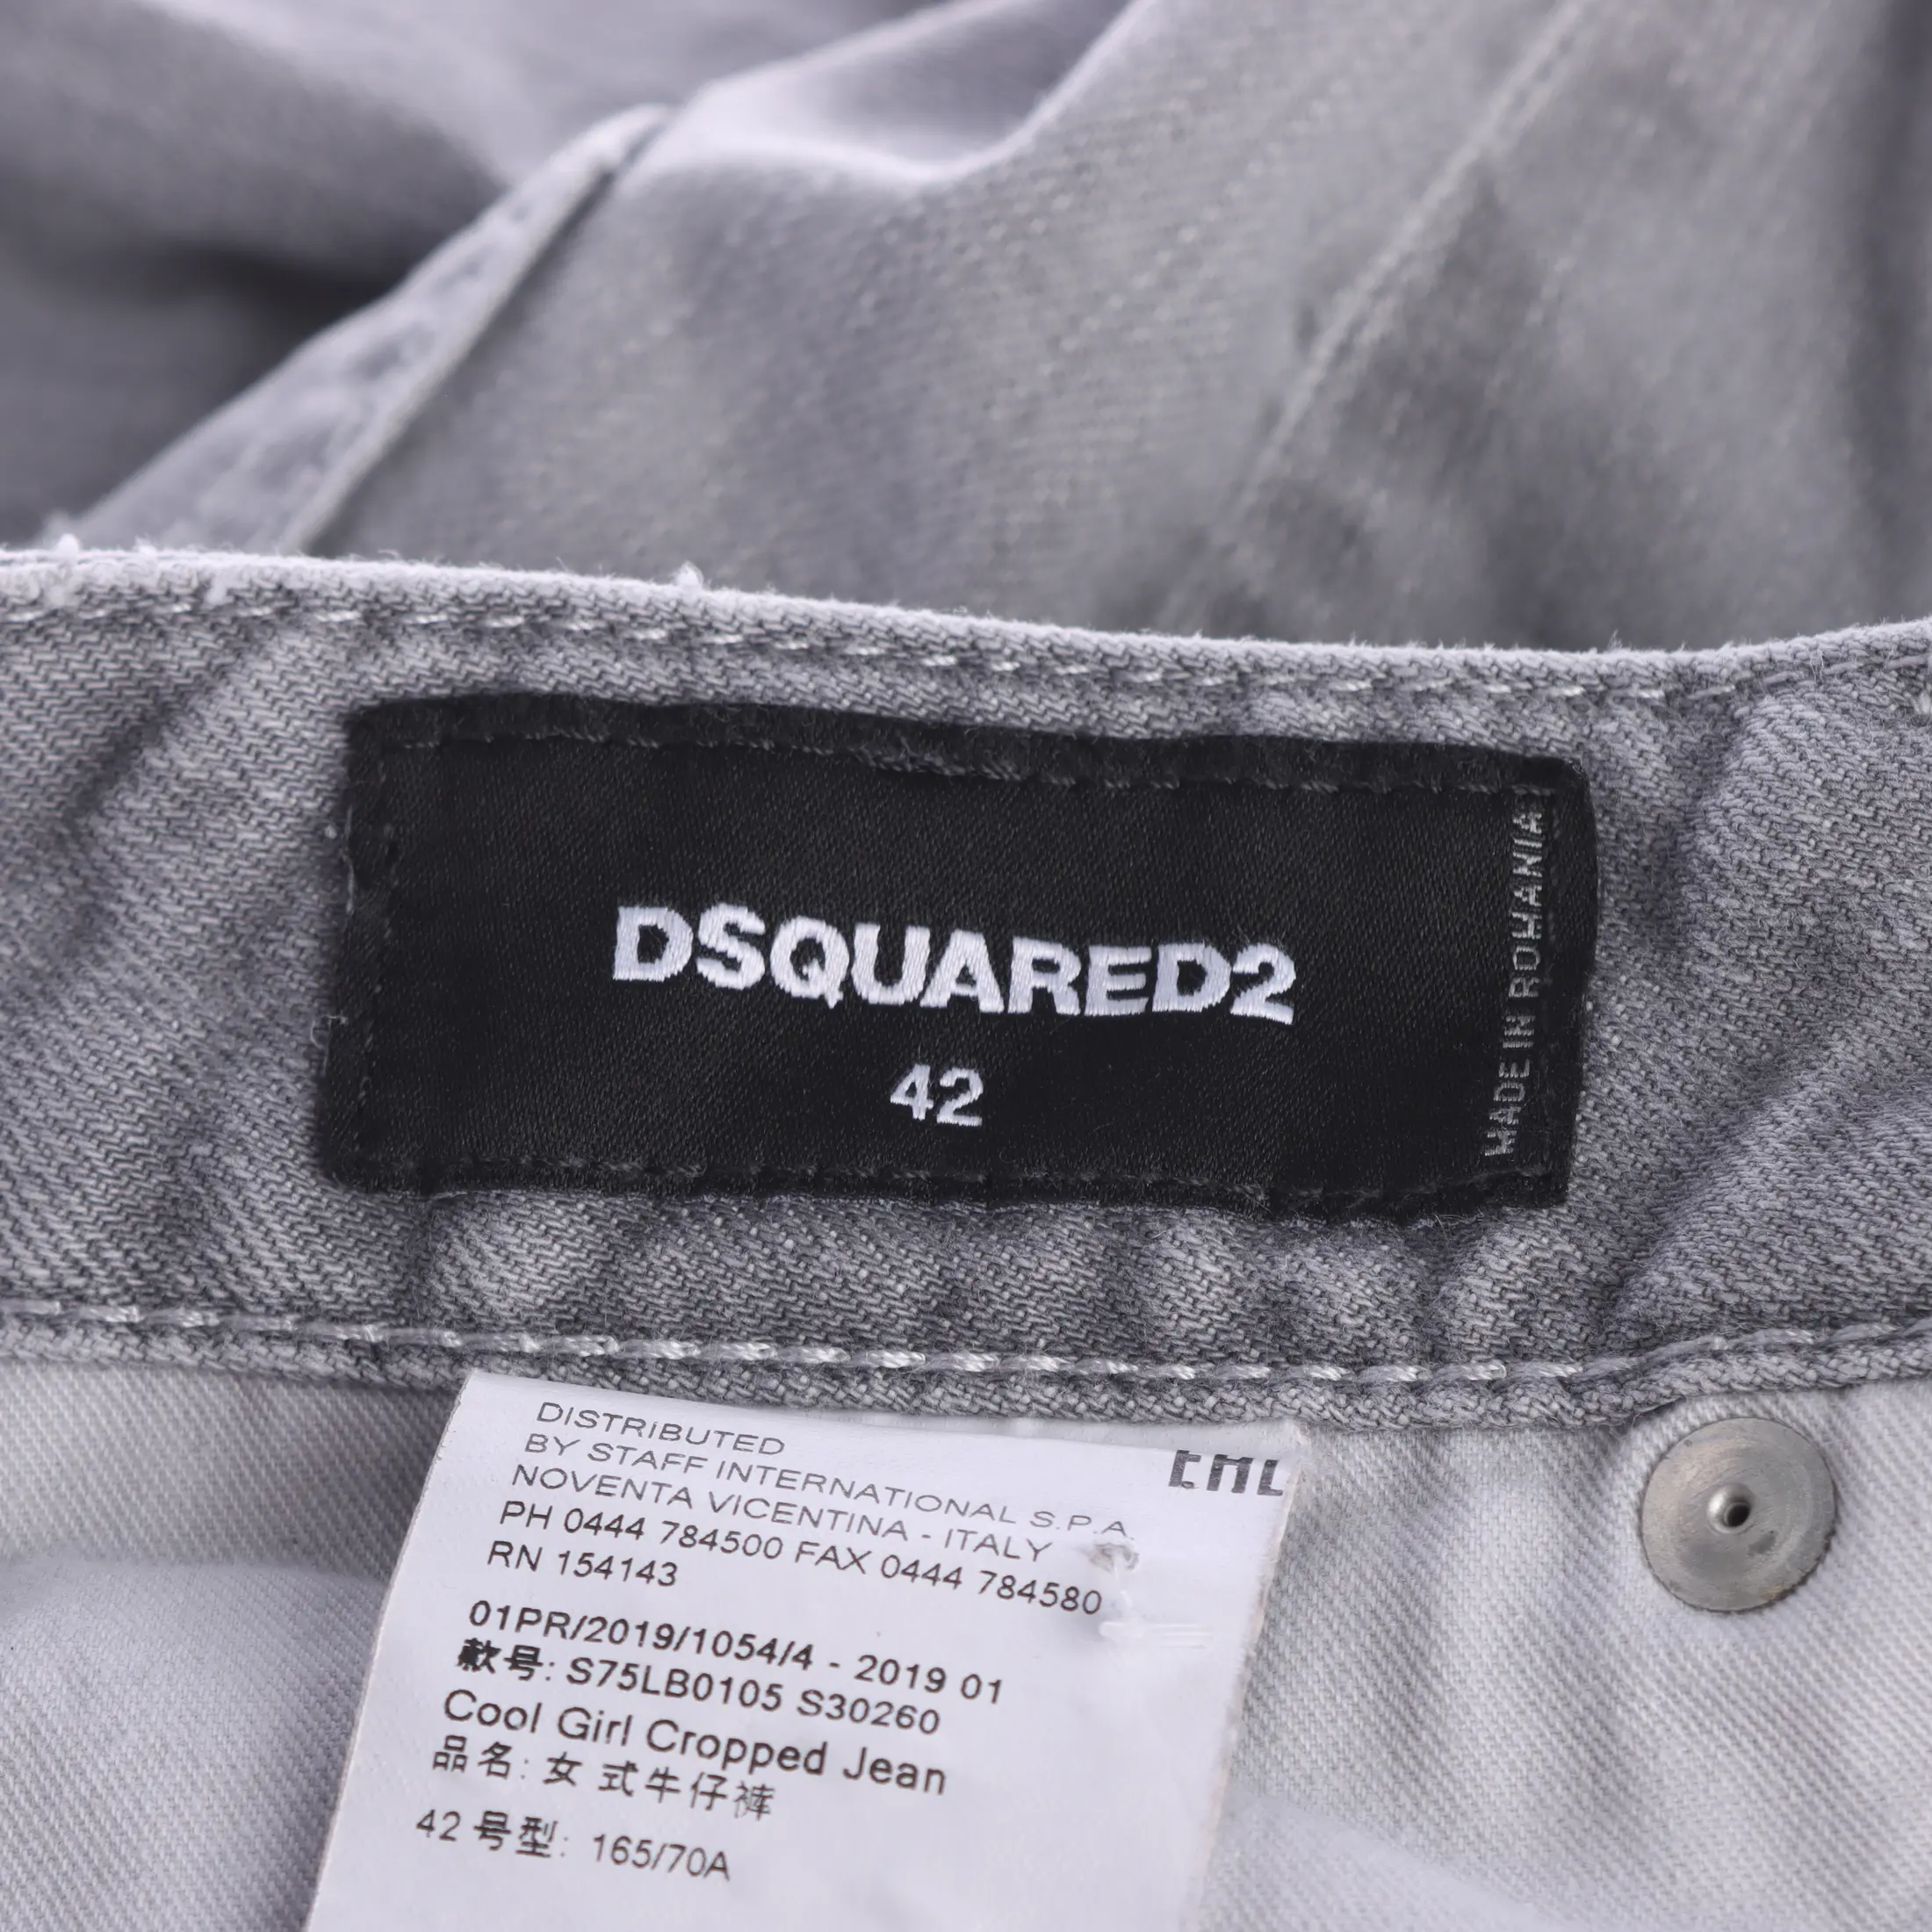 DSQUARED2
42
MADE IN ROMANIA
DISTRIBUTED
BY STAFF INTERNATIONAL S.P.A.
NOVENTA VICENTINA - ITALY
PH 0444 784500 FAX 0444 784580
RN 154143
EAC
01PR/2019/1054/4 - 2019 01
款号: S75LB0105 S30260
Cool Girl Cropped Jean
品名: 女 式牛仔裤
42 号型: 165/70A